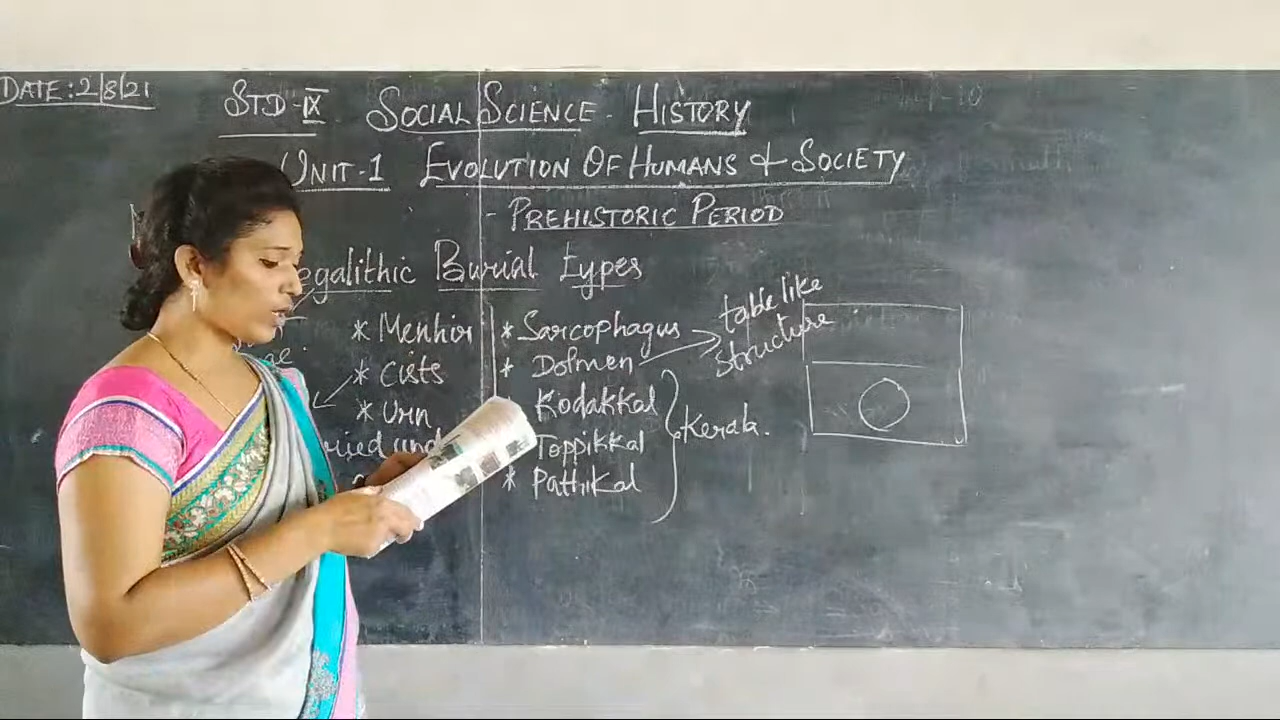 DATE: 2/8/21
STD-IX SOCIAL SCIENCE - HISTORY
UNIT-1 EVOLUTION OF HUMANS & SOCIETY
- PREHISTORIC PERIOD
egalithic Burial Types
* Menhir
* Cists
* Urn
* Sarcophagus
* Dolmen → table like structure
Kodakkal
Toppikkal
* Pathikal
Kerala.